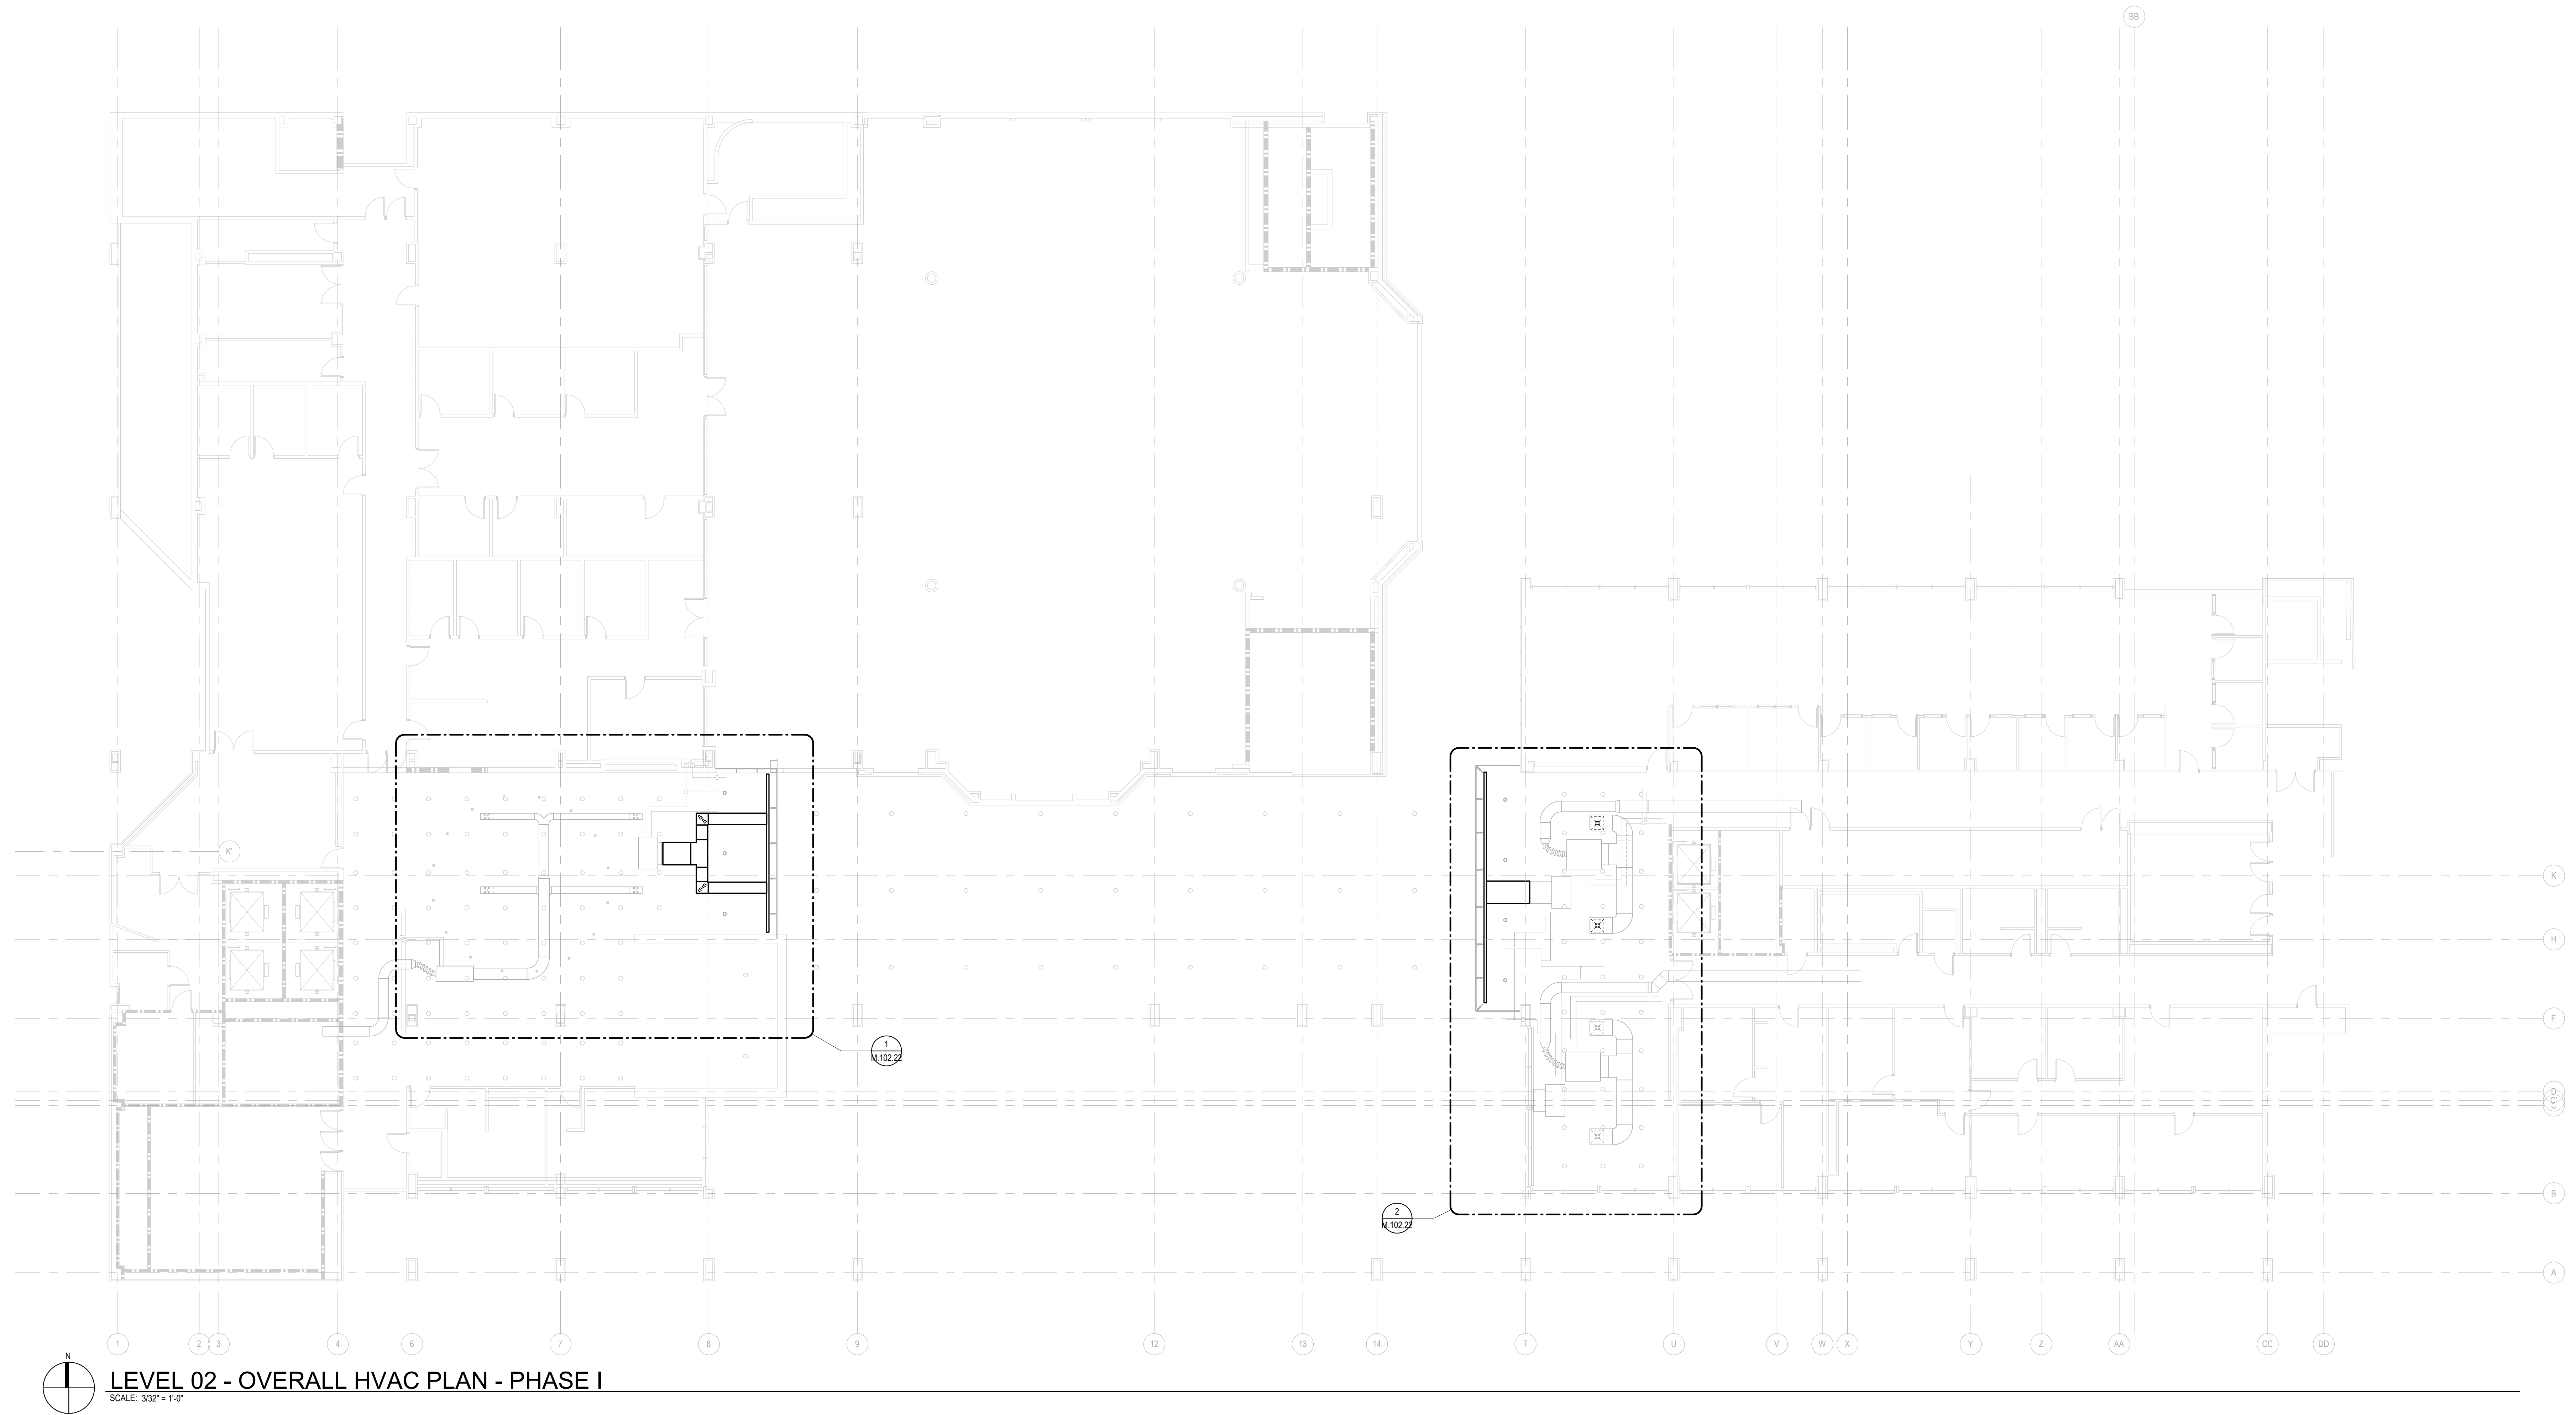 BB
K'
K
H
E
1
M.102.22
D
C
2
M.102.22
B
A
1
2
3
4
6
7
8
9
12
13
14
T
U
V
W
X
Y
Z
AA
CC
DD
N
LEVEL 02 - OVERALL HVAC PLAN - PHASE I
SCALE: 3/32" = 1'-0"